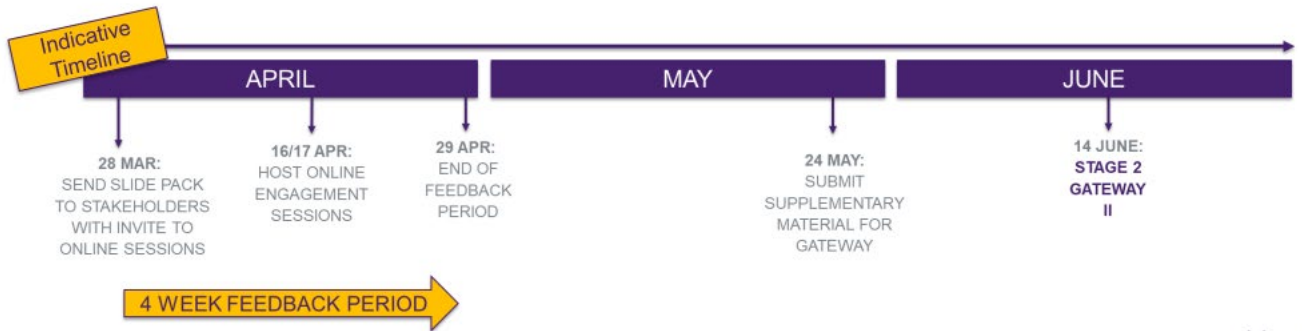 Indicative
Timeline
APRIL
MAY
JUNE
28 MAR:
SEND SLIDE PACK
TO STAKEHOLDERS
WITH INVITE TO
ONLINE SESSIONS
16/17 APR:
HOST ONLINE
ENGAGEMENT
SESSIONS
29 APR:
END OF
FEEDBACK
PERIOD
24 MAY:
SUBMIT
SUPPLEMENTARY
MATERIAL FOR
GATEWAY
14 JUNE:
STAGE 2
GATEWAY
II
4 WEEK FEEDBACK PERIOD